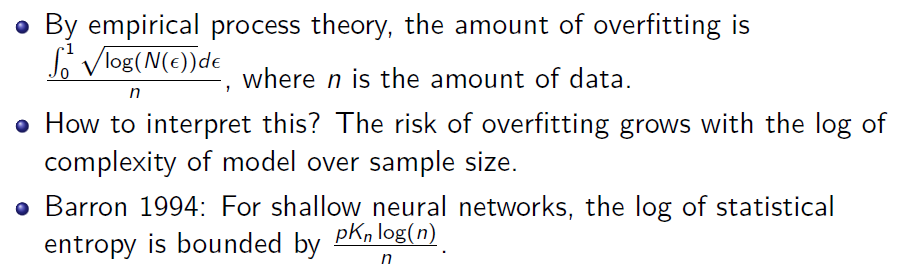 By empirical process theory, the amount of overfitting is
$\frac{\int_0^1 \sqrt{\log(N(\epsilon))}d\epsilon}{n}$, where n is the amount of data.
How to interpret this? The risk of overfitting grows with the log of
complexity of model over sample size.
Barron 1994: For shallow neural networks, the log of statistical
entropy is bounded by $\frac{pK_n \log(n)}{n}$.